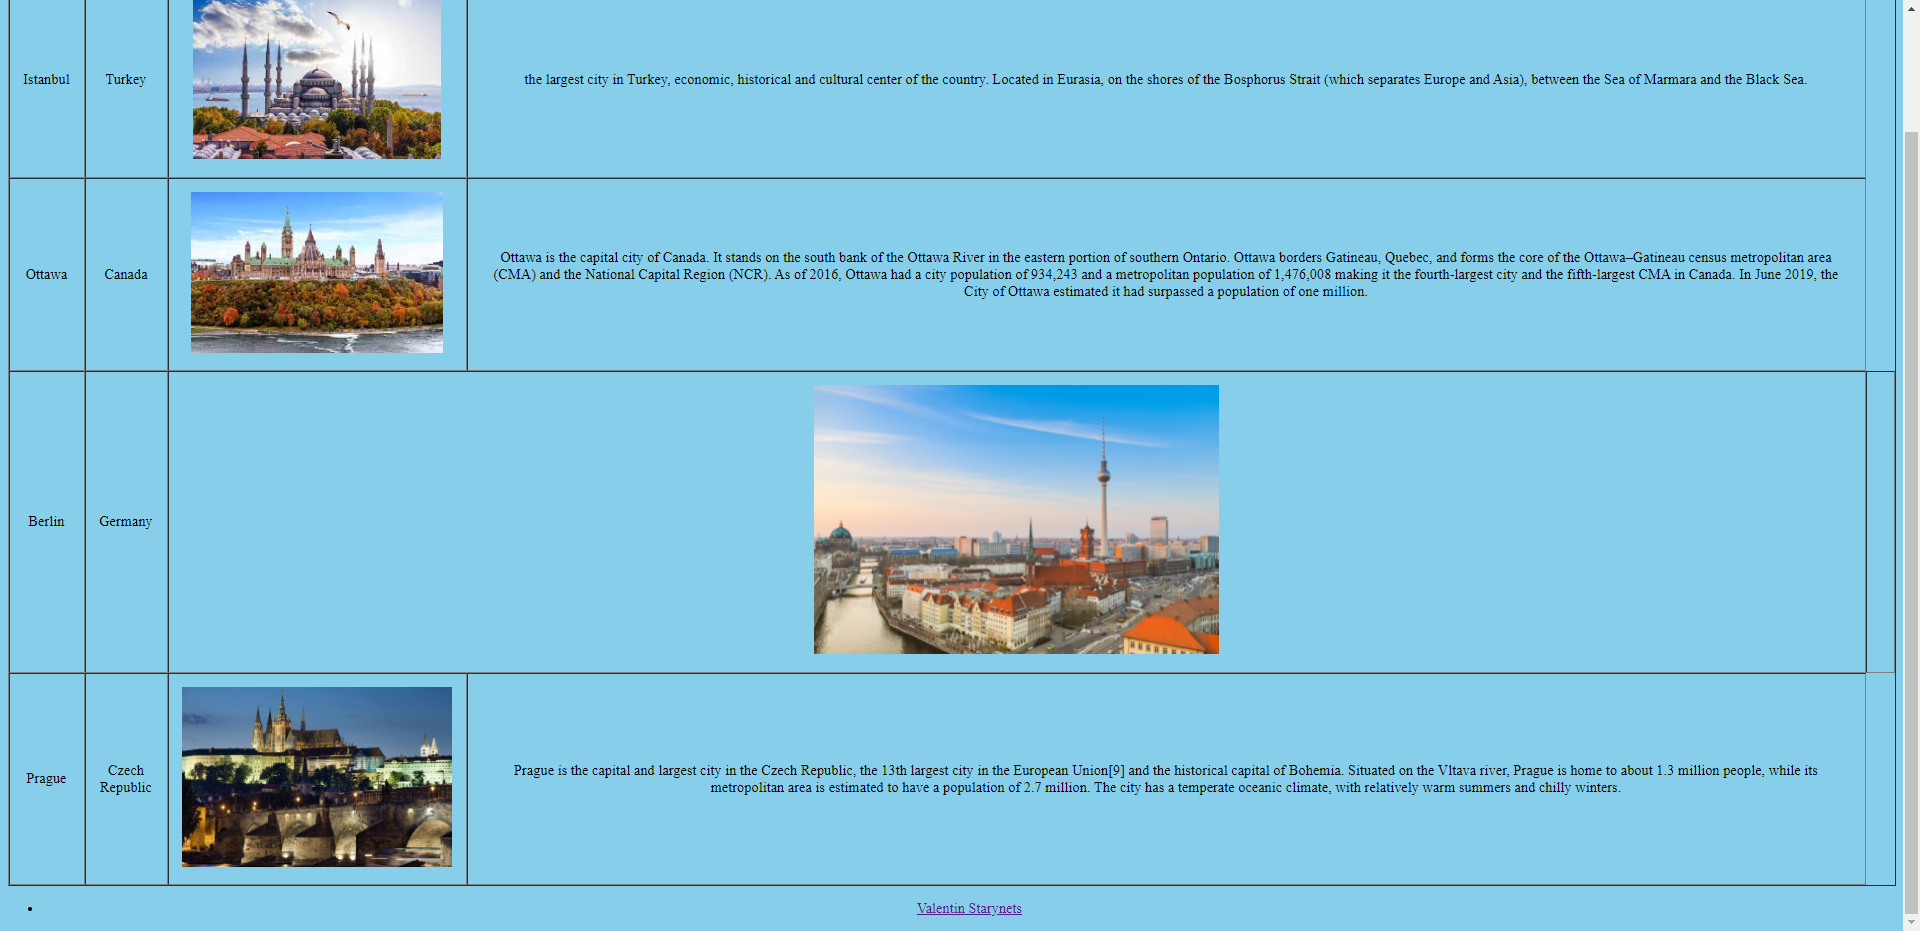 Istanbul
Turkey
the largest city in Turkey, economic, historical and cultural center of the country. Located in Eurasia, on the shores of the Bosphorus Strait (which separates Europe and Asia), between the Sea of Marmara and the Black Sea.
Ottawa
Canada
Ottawa is the capital city of Canada. It stands on the south bank of the Ottawa River in the eastern portion of southern Ontario. Ottawa borders Gatineau, Quebec, and forms the core of the Ottawa–Gatineau census metropolitan area
(CMA) and the National Capital Region (NCR). As of 2016, Ottawa had a city population of 934,243 and a metropolitan population of 1,476,008 making it the fourth-largest city and the fifth-largest CMA in Canada. In June 2019, the
City of Ottawa estimated it had surpassed a population of one million.
Berlin
Germany
Prague
Czech
Republic
Prague is the capital and largest city in the Czech Republic, the 13th largest city in the European Union[9] and the historical capital of Bohemia. Situated on the Vltava river, Prague is home to about 1.3 million people, while its
metropolitan area is estimated to have a population of 2.7 million. The city has a temperate oceanic climate, with relatively warm summers and chilly winters.
Valentin Starynets